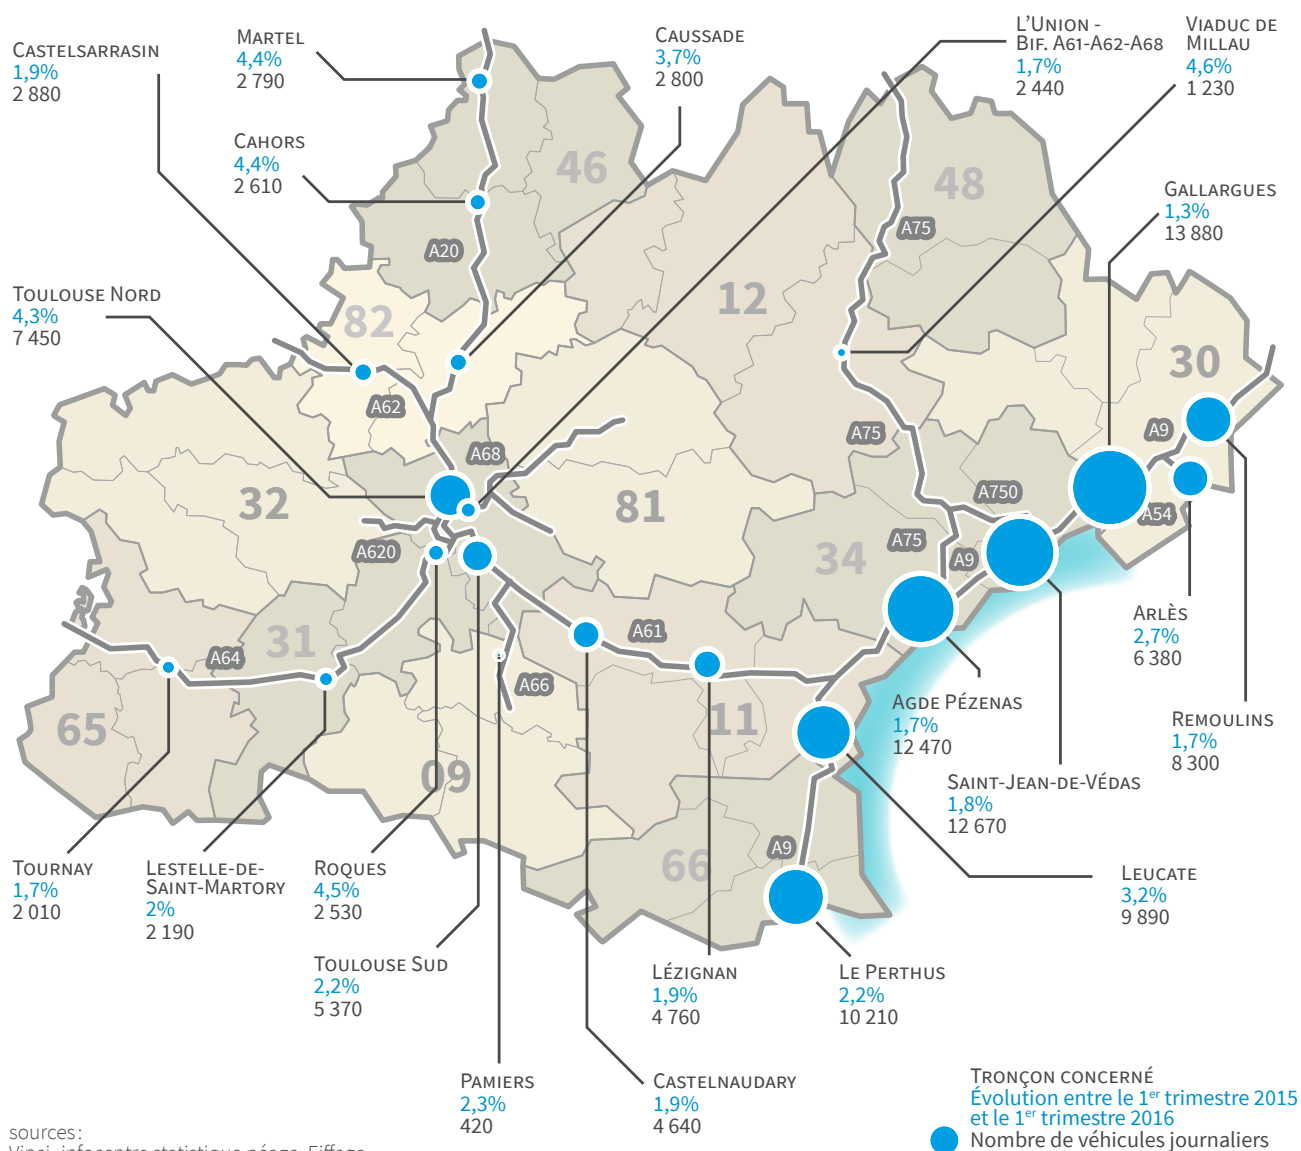 Castelsarrasin
1,9%
2 880
Martel
4,4%
2 790
Cahors
4,4%
2 610
Caussade
3,7%
2 800
L'Union -
Bif. A61-A62-A68
1,7%
2 440
Viaduc de
Millau
4,6%
1 230
Gallargues
1,3%
13 880
Toulouse Nord
4,3%
7 450
46
48
A75
A20
12
82
30
A62
A9
A75
A68
32
81
A750
A54
A620
A75
A9
34
31
A61
A64
A66
65
11
09
A9
66
Arlès
2,7%
6 380
Agde Pézenas
1,7%
12 470
Remoulins
1,7%
8 300
Saint-Jean-de-Védas
1,8%
12 670
Leucate
3,2%
9 890
Tournay
1,7%
2 010
Lestelle-de-
Saint-Martory
2%
2 190
Roques
4,5%
2 530
Toulouse Sud
2,2%
5 370
Lézignan
1,9%
4 760
Le Perthus
2,2%
10 210
Pamiers
2,3%
420
Castelnaudary
1,9%
4 640
Tronçon concerné
Évolution entre le 1er trimestre 2015
et le 1er trimestre 2016
Nombre de véhicules journaliers
sources :
Vinci, infocentre statistique péage, Eiffage